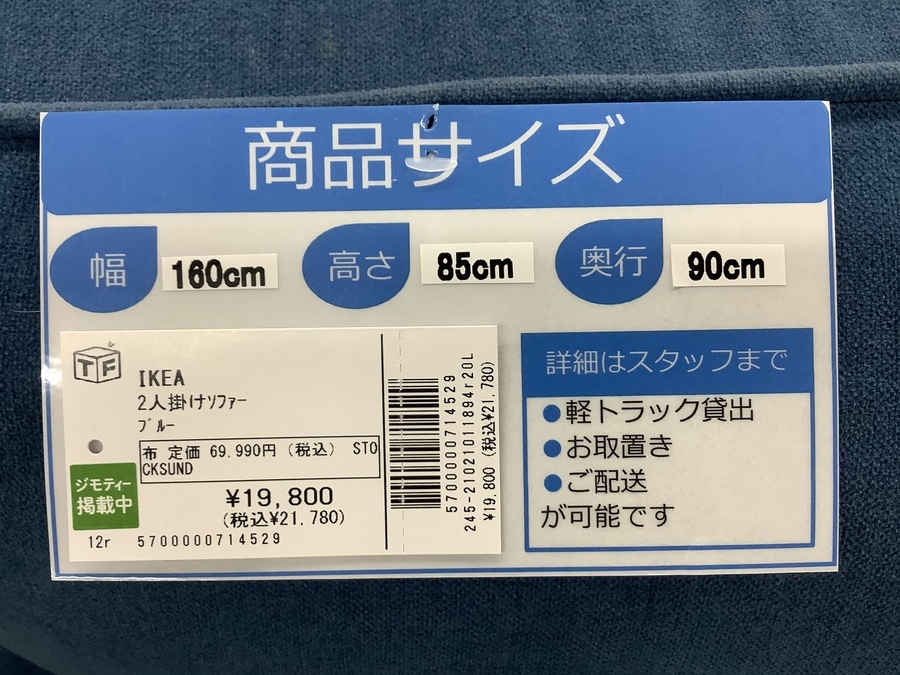 商品サイズ
幅 160cm 高さ 85cm 奥行 90cm
TF
IKEA
2人掛けｿﾌｧｰ
ﾌﾞﾙｰ
布 定価 69,990円（税込） STO
CKSUND
¥19,800
(税込¥21,780)
ジモティー
掲載中
12r 5700000714529
5700000714529
245-2102101894r20L
¥19,800 (税込¥21,780)
詳細はスタッフまで
●軽トラック貸出
●お取置き
●ご配送
が可能です